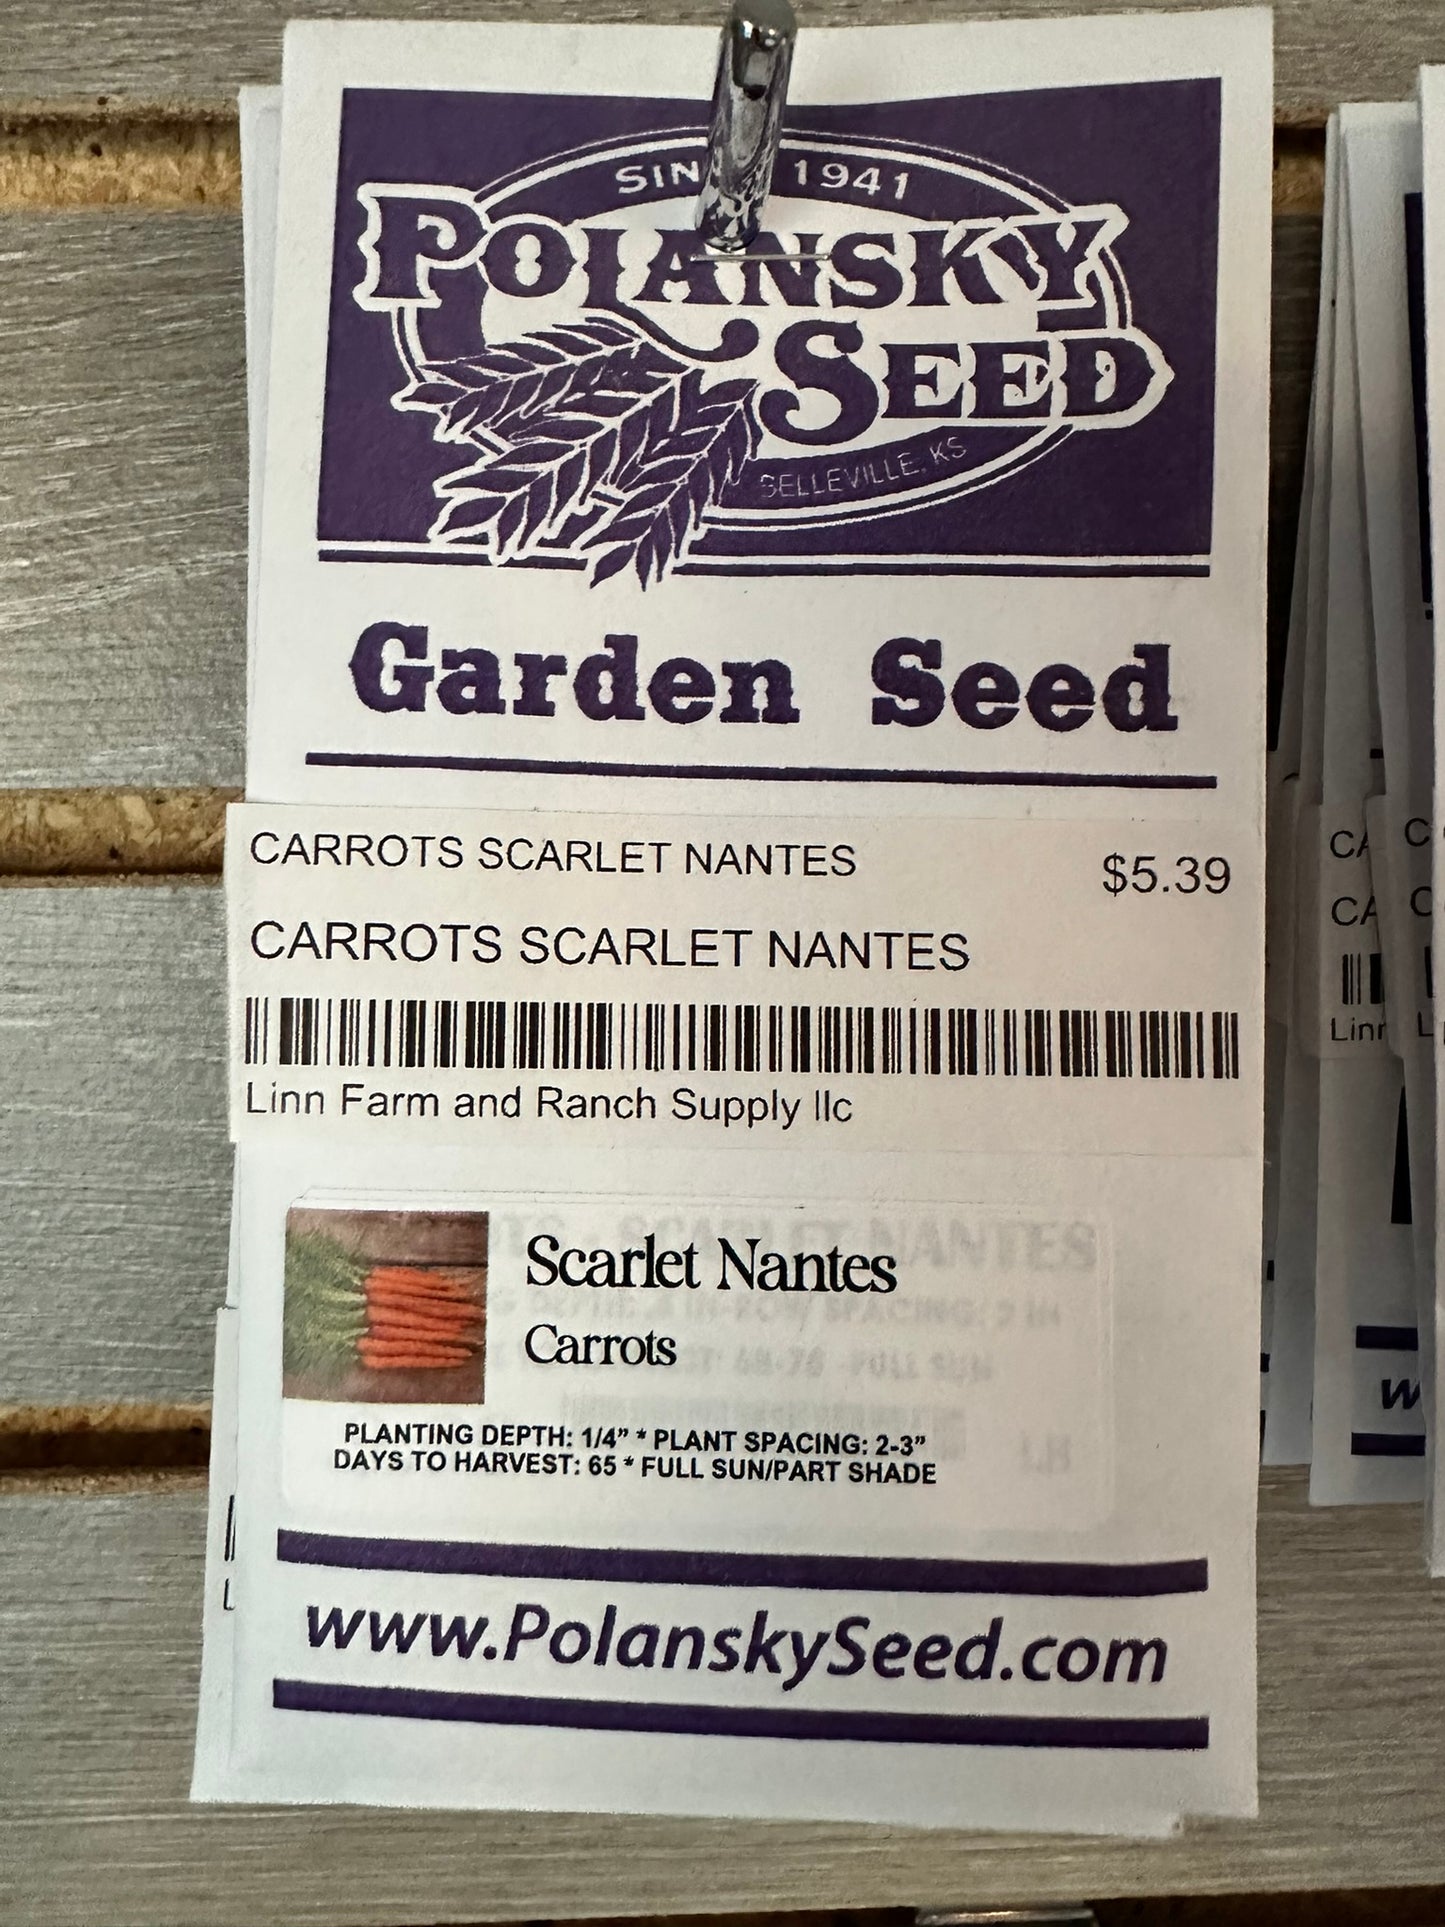 SIN 1941
POLANSKY
SEED
BELLEVILLE, KS
Garden Seed
CARROTS SCARLET NANTES
$5.39
CARROTS SCARLET NANTES
Linn Farm and Ranch Supply llc
Scarlet Nantes
Carrots
PLANTING DEPTH: 1/4” * PLANT SPACING: 2-3”
DAYS TO HARVEST: 65 * FULL SUN/PART SHADE
www.PolanskySeed.com